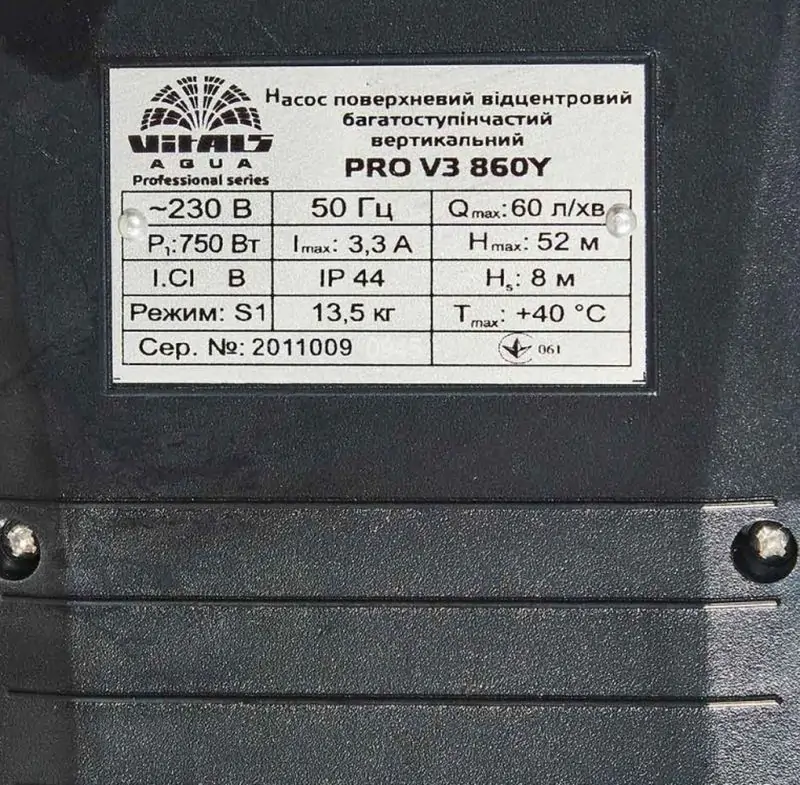 VITALS
AQUA
Professional series
Насос поверхневий відцентровий
багатоступінчастий
вертикальний
PRO V3 860Y
~230 В 50 Гц Qmax: 60 л/хв
P₁: 750 Вт Imax: 3,3 А Hmax: 52 м
I.Cl В IP 44 Hs: 8 м
Режим: S1 13,5 кг Tmax: +40 °C
Сер. №: 2011009 061